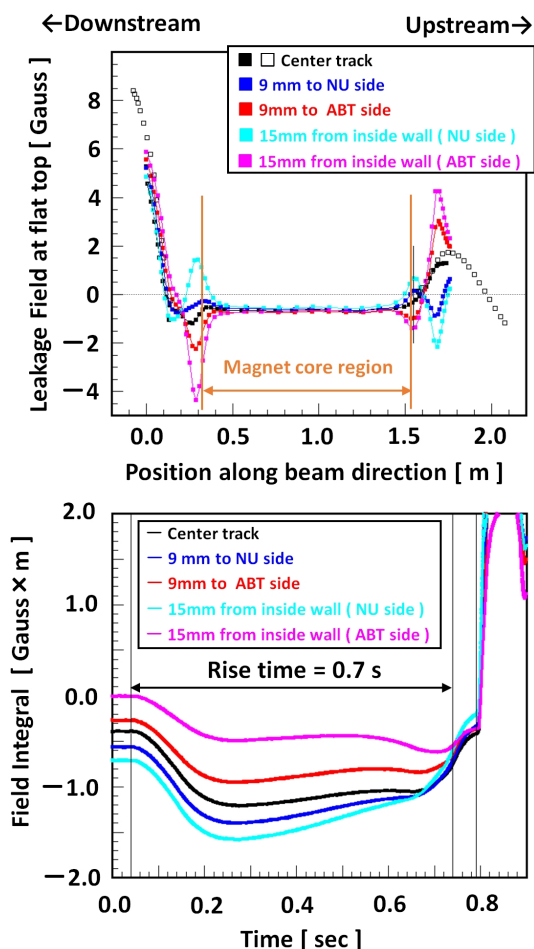 ←Downstream Upstream→
Center track
9 mm to NU side
9mm to ABT side
15mm from inside wall ( NU side )
15mm from inside wall ( ABT side )
Leakage Field at flat top [ Gauss]
8
6
4
2
0
−2
−4
Magnet core region
0.0 0.5 1.0 1.5 2.0
Position along beam direction [ m ]
Field Integral [ Gauss × m ]
2.0
1.0
0.0
−1.0
−2.0
Center track
9 mm to NU side
9mm to ABT side
15mm from inside wall ( NU side )
15mm from inside wall ( ABT side )
Rise time = 0.7 s
0.0 0.2 0.4 0.6 0.8
Time [ sec ]